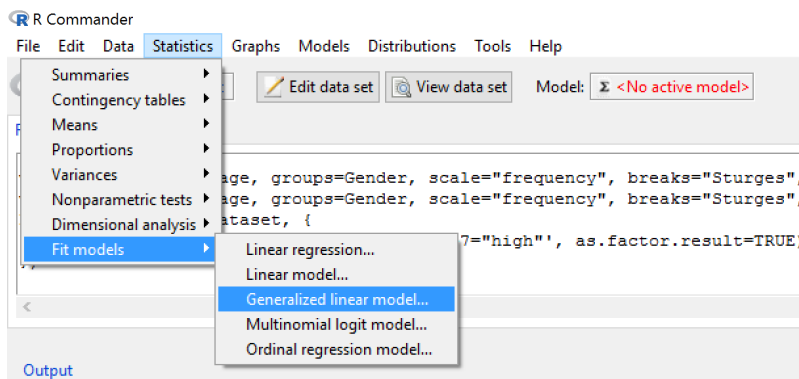 R R Commander
File Edit Data Statistics Graphs Models Distributions Tools Help
Summaries
Contingency tables
Means
Proportions
Variances
Nonparametric tests
Dimensional analysis
Fit models
Edit data set View data set Model: Σ <No active model>
age, groups=Gender, scale="frequency", breaks="Sturges",
age, groups=Gender, scale="frequency", breaks="Sturges",
ataset, {
7="high"', as.factor.result=TRUE)
Linear regression...
Linear model...
Generalized linear model...
Multinomial logit model...
Ordinal regression model...
Output